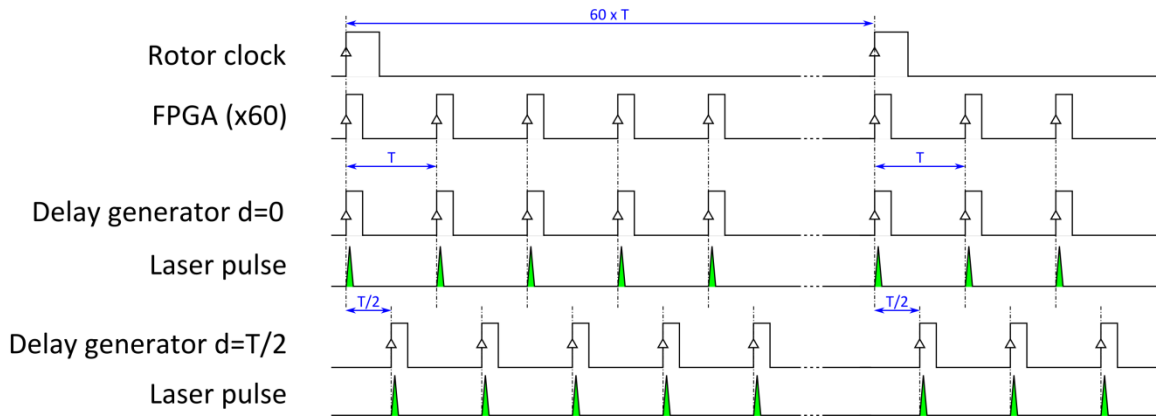 60 x T
Rotor clock
FPGA (x60)
T
T
Delay generator d=0
Laser pulse
T/2
T/2
Delay generator d=T/2
Laser pulse